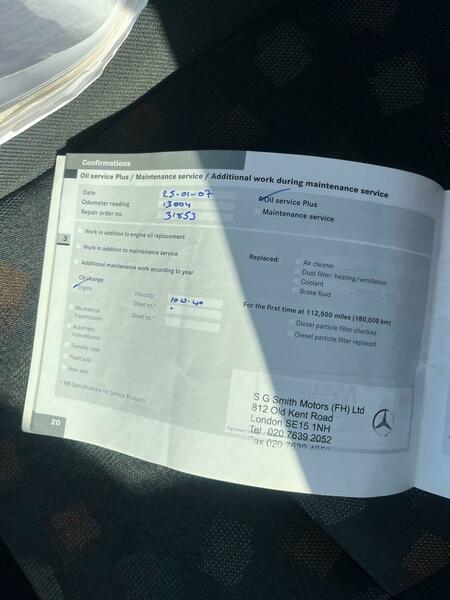 Confirmations
Oil service Plus / Maintenance service / Additional work during maintenance service
Date 25-01-07
Odometer reading 13004
Repair order no. 31853
Oil service Plus
Maintenance service
3
Work in addition to engine oil replacement
Work in addition to maintenance service
Additional maintenance work according to year
Oil change
Engine
Viscosity
Sheet no.* 10W-40
Sheet no.*
Mechanical
transmission
Automatic
transmission
Transfer case
Front axle
Rear axle
* MB Specifications for Service Products
Replaced:
Air cleaner
Dust filter: heating/ventilation
Coolant
Brake fluid
For the first time at 112,500 miles (180,000 km)
Diesel particle filter checked
Diesel particle filter replaced
S G Smith Motors (FH) Ltd
812 Old Kent Road
London SE15 1NH
Tel 020 7639 2052
Fax 020 7639
20